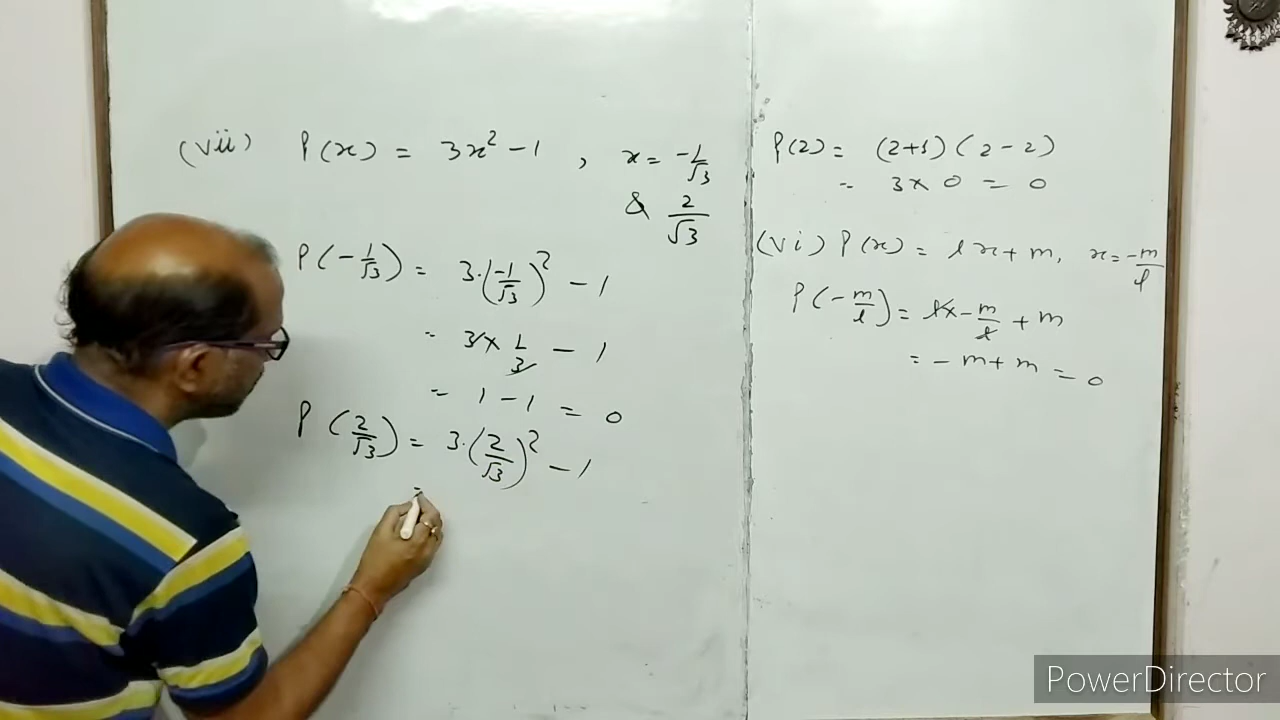 (vii) P(x) = 3x² - 1 , x = -1/√3
& 2/√3
P(-1/√3) = 3·(-1/√3)² - 1
= 3 × 1/3 - 1
= 1 - 1 = 0
P(2/√3) = 3·(2/√3)² - 1
=
P(2) = (2+1)(2-2)
= 3 × 0 = 0
(vi) P(x) = lx + m, x = -m/l
P(-m/l) = l × -m/l + m
= -m + m = 0
PowerDirector